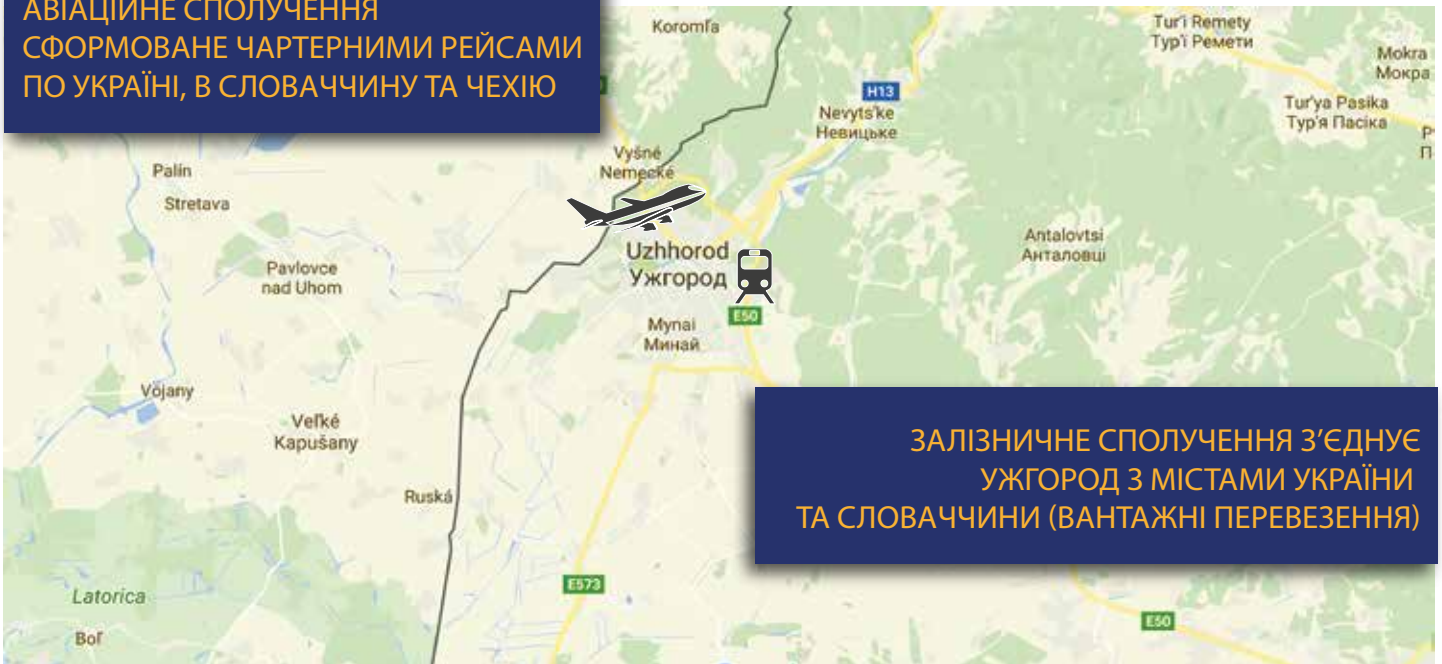 АВІАЦІЙНЕ СПОЛУЧЕННЯ
СФОРМОВАНЕ ЧАРТЕРНИМИ РЕЙСАМИ
ПО УКРАЇНІ, В СЛОВАЧЧИНУ ТА ЧЕХІЮ
Koromľa
Tur'i Remety
Тур'ї Ремети
Mokra
Мокра
H13
Nevyts'ke
Невицьке
Tur'ya Pasika
Тур'я Пасіка
Vyšné
Nemecké
Palín
Stretava
Uzhhorod
Ужгород
Antalovtsi
Анталовці
Pavlovce
nad Uhom
E50
Mynai
Минай
Vojany
Veľké
Kapušany
ЗАЛІЗНИЧНЕ СПОЛУЧЕННЯ З’ЄДНУЄ
УЖГОРОД З МІСТАМИ УКРАЇНИ
ТА СЛОВАЧЧИНИ (ВАНТАЖНІ ПЕРЕВЕЗЕННЯ)
Ruská
E573
Latorica
E50
Boľ